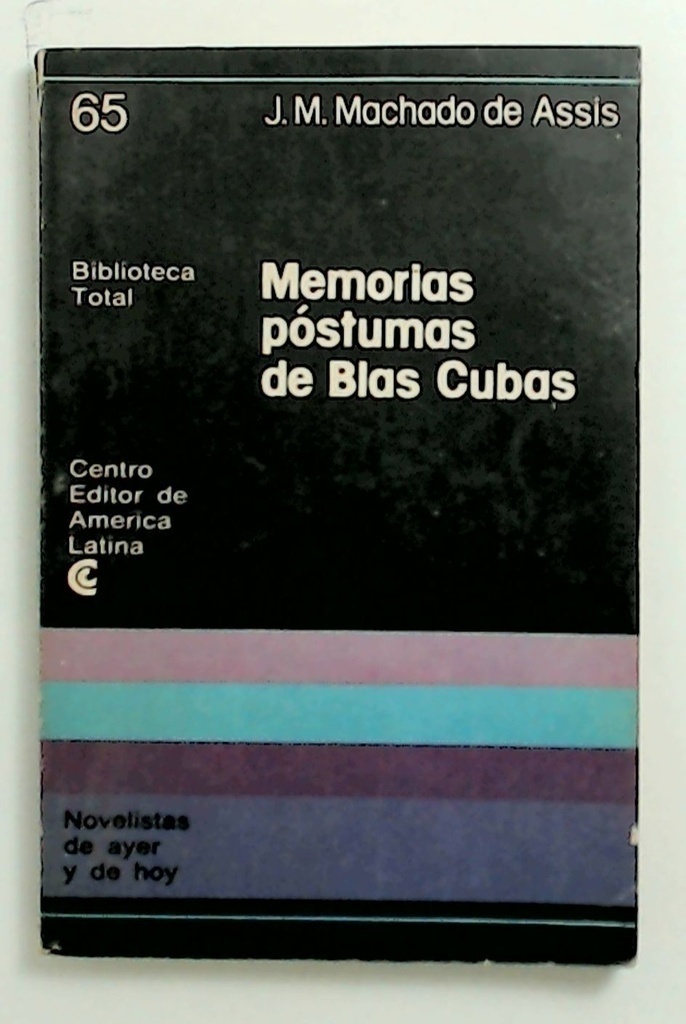 65
J. M. Machado de Assis
Biblioteca
Total
Memorias
póstumas
de Blas Cubas
Centro
Editor de
America
Latina
Novelistas
de ayer
y de hoy